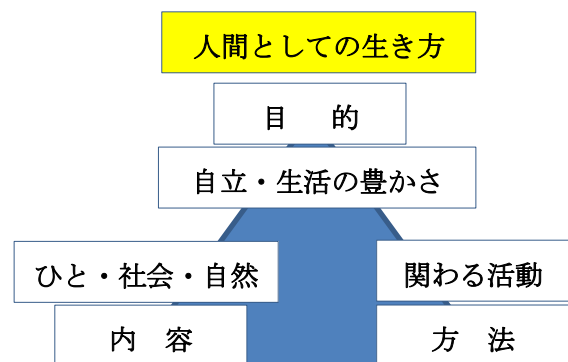 人間としての生き方
目　的
自立・生活の豊かさ
ひと・社会・自然
関わる活動
内　容
方　法